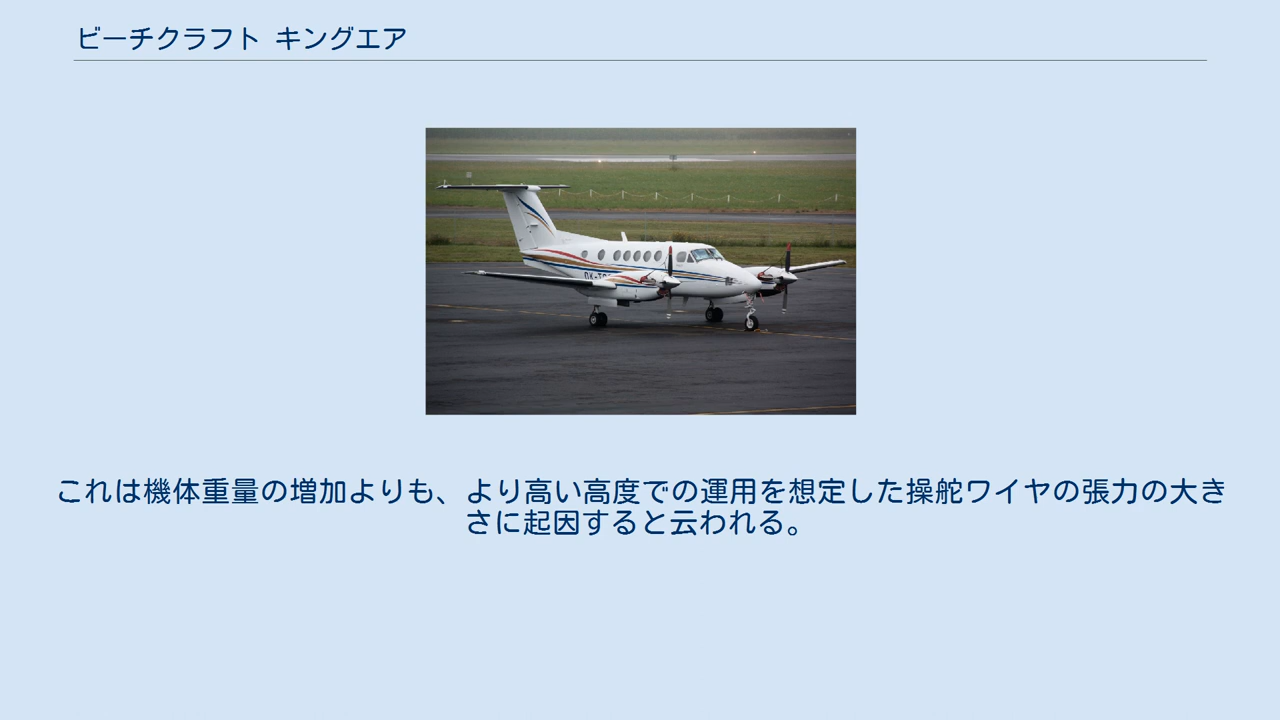 ビーチクラフト キングエア
これは機体重量の増加よりも、より高い高度での運用を想定した操舵ワイヤの張力の大き
さに起因すると云われる。